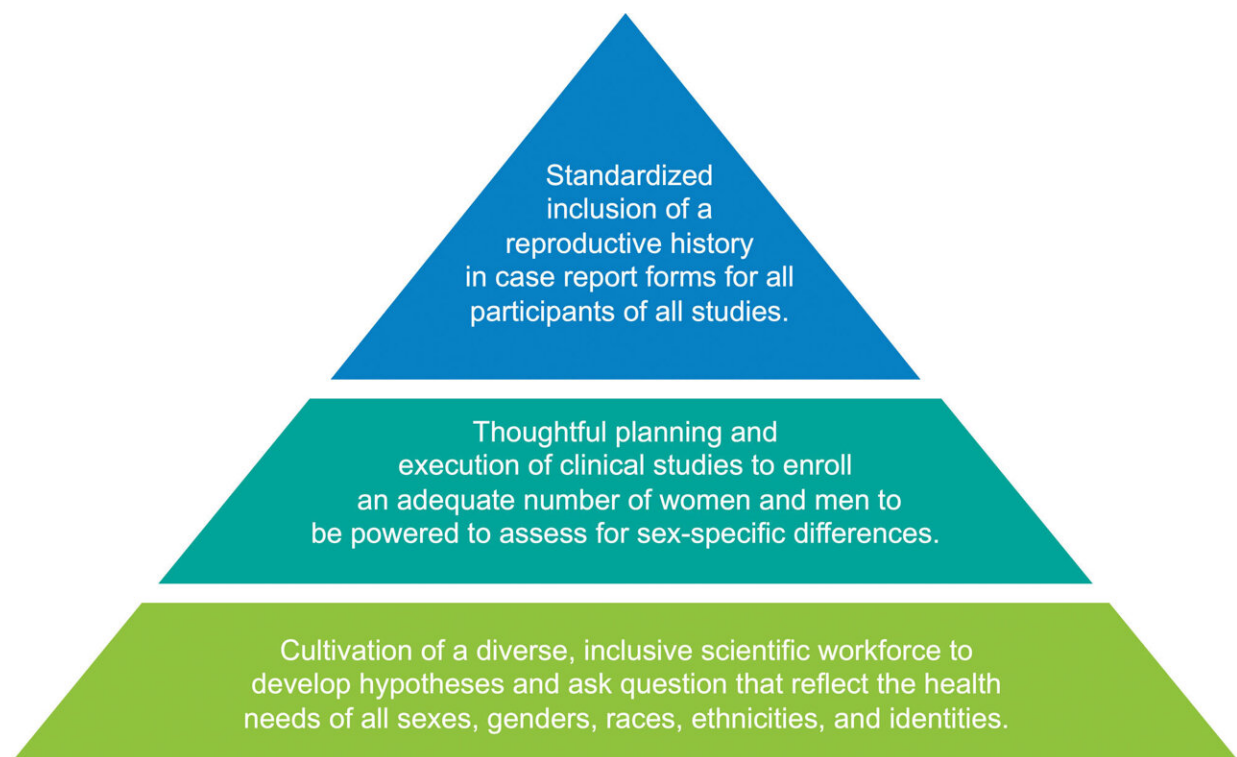 Standardized
inclusion of a
reproductive history
in case report forms for all
participants of all studies.
Thoughtful planning and
execution of clinical studies to enroll
an adequate number of women and men to
be powered to assess for sex-specific differences.
Cultivation of a diverse, inclusive scientific workforce to
develop hypotheses and ask question that reflect the health
needs of all sexes, genders, races, ethnicities, and identities.